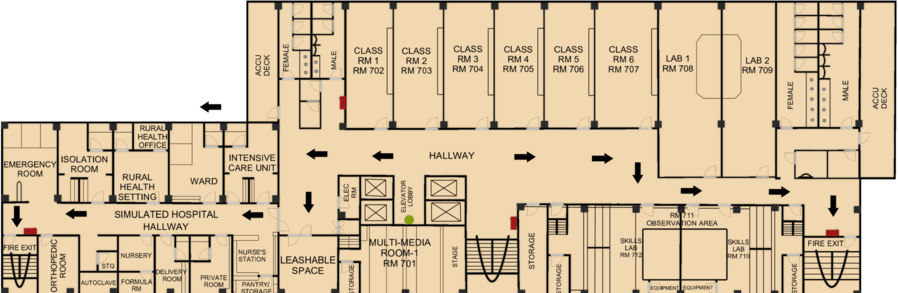 ACCU
DECK
FEMALE
MALE
CLASS
RM 1
RM 702
CLASS
RM 2
RM 703
CLASS
RM 3
RM 704
CLASS
RM 4
RM 705
CLASS
RM 5
RM 706
CLASS
RM 6
RM 707
LAB 1
RM 708
LAB 2
RM 709
FEMALE
MALE
ACCU
DECK
EMERGENCY
ROOM
ISOLATION
ROOM
RURAL
HEALTH
OFFICE
RURAL
HEALTH
SETTING
WARD
INTENSIVE
CARE UNIT
HALLWAY
ELEC
RM
ELEVATOR
LOBBY
SIMULATED HOSPITAL
HALLWAY
FIRE EXIT
ORTHOPEDIC
ROOM
STQ
AUTOCLAVE
NURSERY
FORMULA
RM
DELIVERY
ROOM
PRIVATE
ROOM
NURSE'S
STATION
PANTRY/
STORAGE
LEASHABLE
SPACE
STORAGE
MULTI-MEDIA
ROOM-1
RM 701
STAGE
STORAGE
SKILLS
LAB
RM 712
RM 711
OBSERVATION AREA
EQUIPMENT
EQUIPMENT
SKILLS
LAB
RM 710
STORAGE
FIRE EXIT